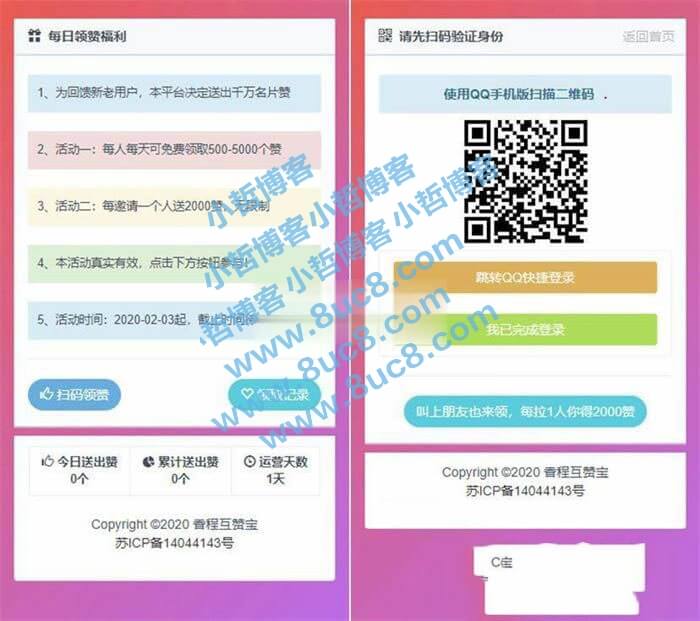 每日领赞福利
1、为回馈新老用户，本平台决定送出千万名片赞
2、活动一：每人每天可免费领取500-5000个赞
3、活动二：每邀请一个人送2000赞，无限制
4、本活动真实有效，点击下方按钮参与！
5、活动时间：2020-02-03起，截止时间待
扫码领赞
领取记录
今日送出赞
0个
累计送出赞
0个
运营天数
1天
Copyright ©2020 香程互赞宝
苏ICP备14044143号
请先扫码验证身份
返回首页
使用QQ手机版扫描二维码 .
跳转QQ快捷登录
我已完成登录
叫上朋友也来领，每拉1人你得2000赞
Copyright ©2020 香程互赞宝
苏ICP备14044143号
小哲博客小哲博客
哲博客 小哲博客 小哲博客
www.8uc8.com
www.8uc8.com